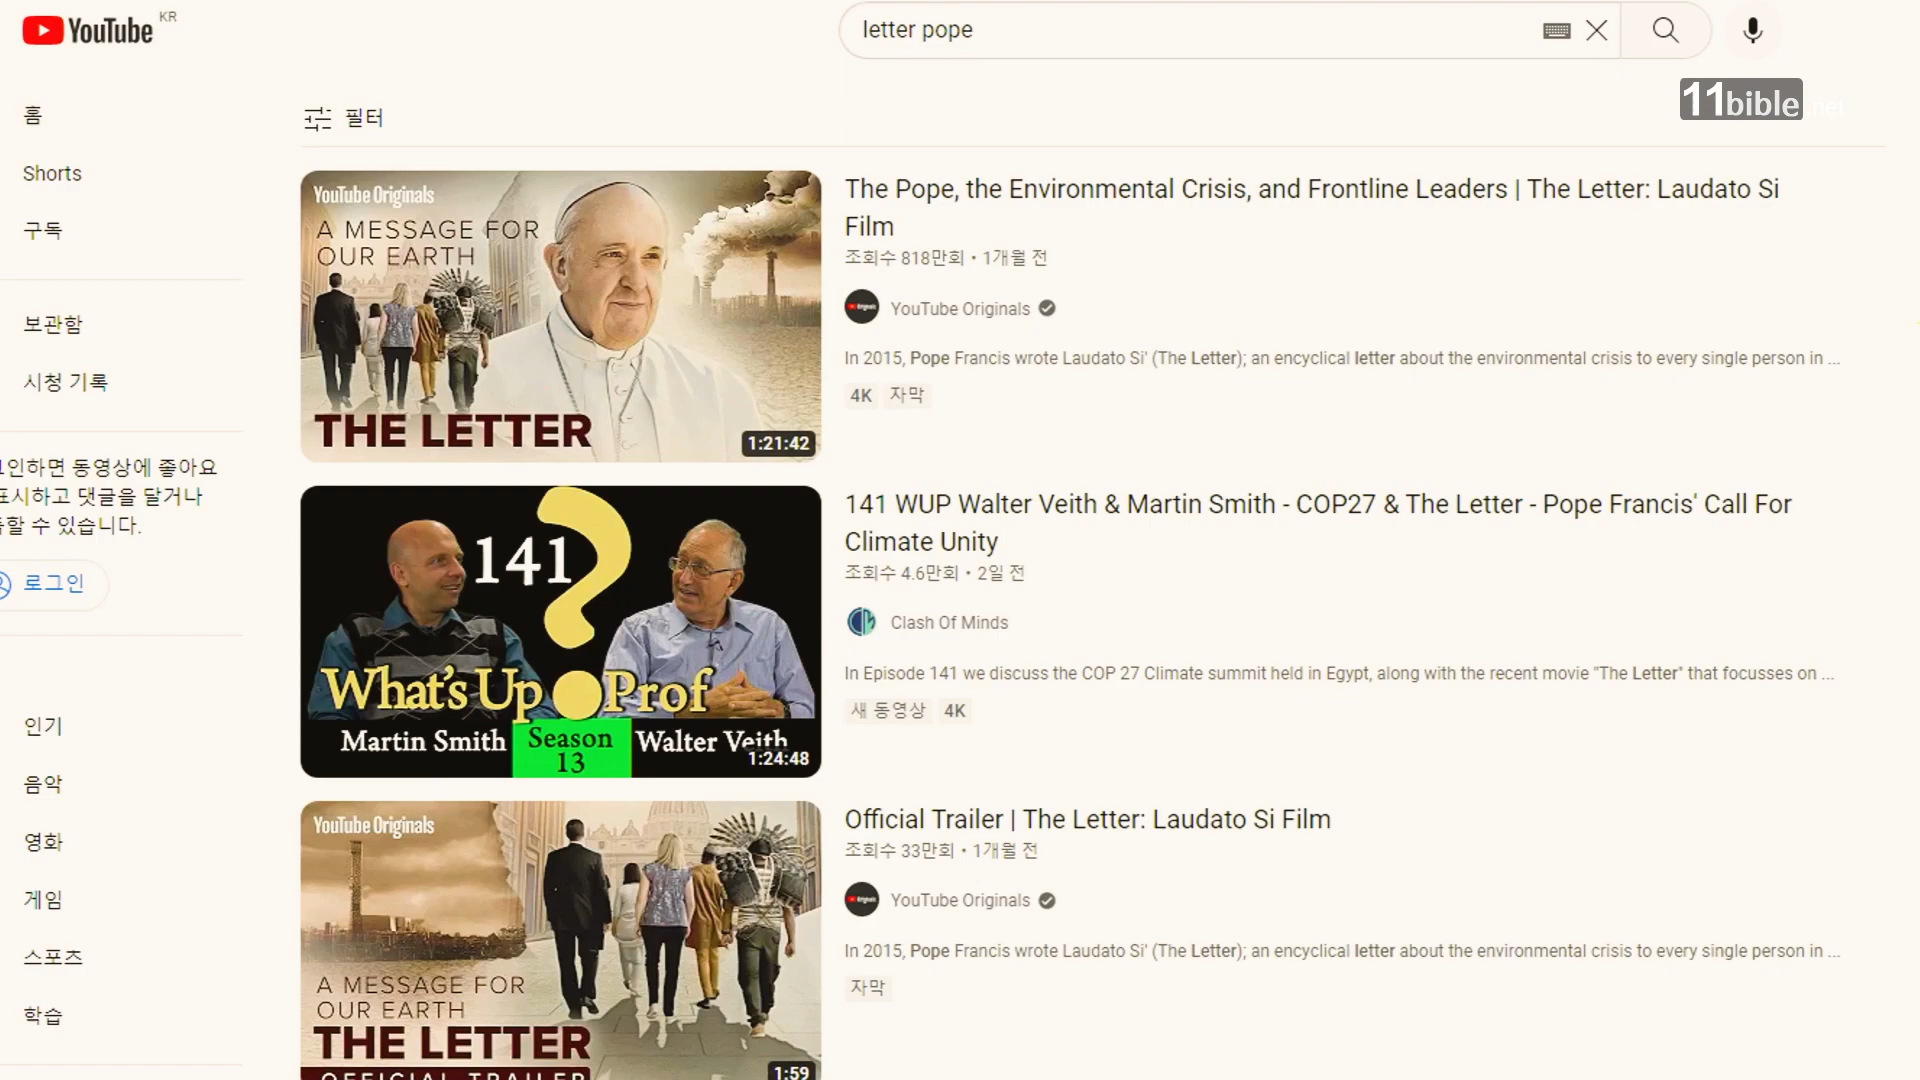 YouTube KR
letter pope
11bible.net
홈
Shorts
구독
보관함
시청 기록
인하면 동영상에 좋아요
표시하고 댓글을 달거나
할 수 있습니다.
로그인
인기
음악
영화
게임
스포츠
학습
필터
YouTube Originals
A MESSAGE FOR
OUR EARTH
THE LETTER
1:21:42
The Pope, the Environmental Crisis, and Frontline Leaders | The Letter: Laudato Si
Film
조회수 818만회 • 1개월 전
YouTube Originals
In 2015, Pope Francis wrote Laudato Si' (The Letter); an encyclical letter about the environmental crisis to every single person in ...
4K 자막
141
What's Up Prof
Martin Smith
Season
13
Walter Veith
1:24:48
141 WUP Walter Veith & Martin Smith - COP27 & The Letter - Pope Francis' Call For
Climate Unity
조회수 4.6만회 • 2일 전
Clash Of Minds
In Episode 141 we discuss the COP 27 Climate summit held in Egypt, along with the recent movie "The Letter" that focusses on ...
새 동영상 4K
YouTube Originals
A MESSAGE FOR
OUR EARTH
THE LETTER
OFFICIAL TRAILER
1:59
Official Trailer | The Letter: Laudato Si Film
조회수 33만회 • 1개월 전
YouTube Originals
In 2015, Pope Francis wrote Laudato Si' (The Letter); an encyclical letter about the environmental crisis to every single person in ...
자막